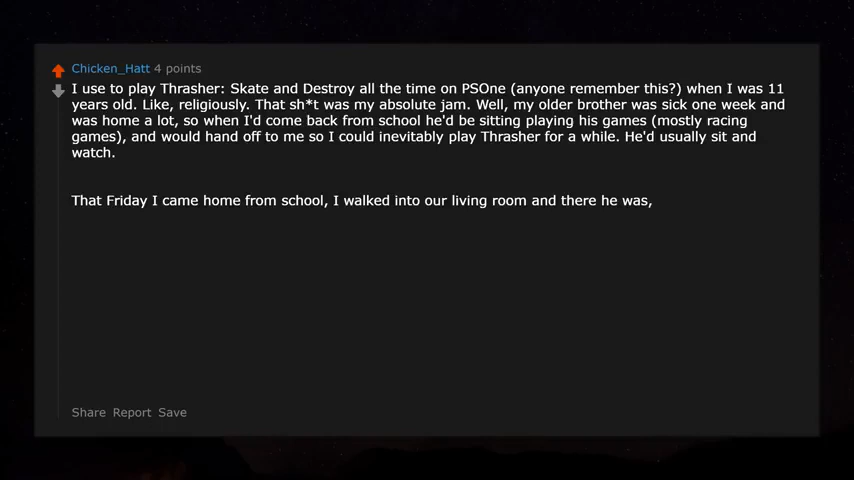 Chicken_Hatt 4 points
I use to play Thrasher: Skate and Destroy all the time on PSOne (anyone remember this?) when I was 11
years old. Like, religiously. That sh*t was my absolute jam. Well, my older brother was sick one week and
was home a lot, so when I'd come back from school he'd be sitting playing his games (mostly racing
games), and would hand off to me so I could inevitably play Thrasher for a while. He'd usually sit and
watch.
That Friday I came home from school, I walked into our living room and there he was,
Share Report Save